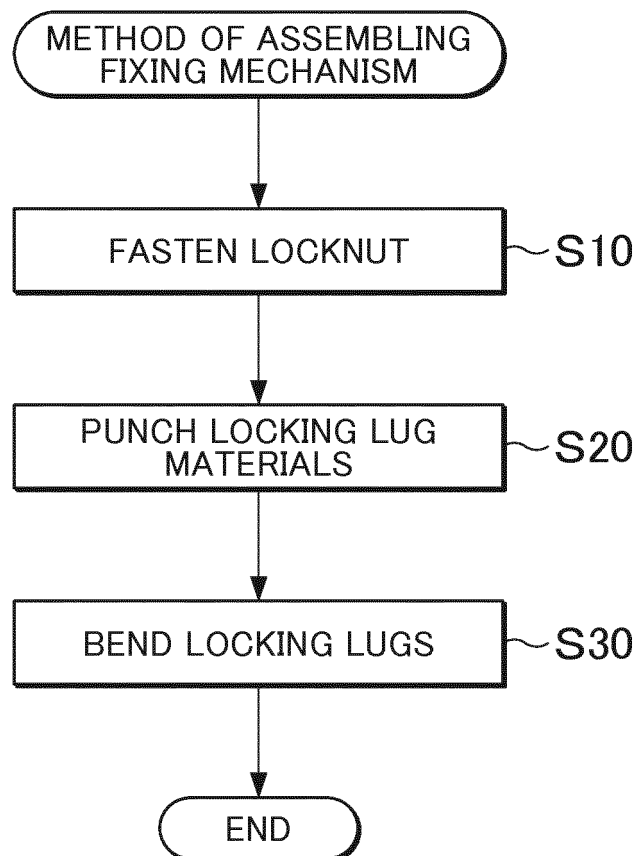 METHOD OF ASSEMBLING
FIXING MECHANISM
FASTEN LOCKNUT
S10
PUNCH LOCKING LUG
MATERIALS
S20
BEND LOCKING LUGS
S30
END